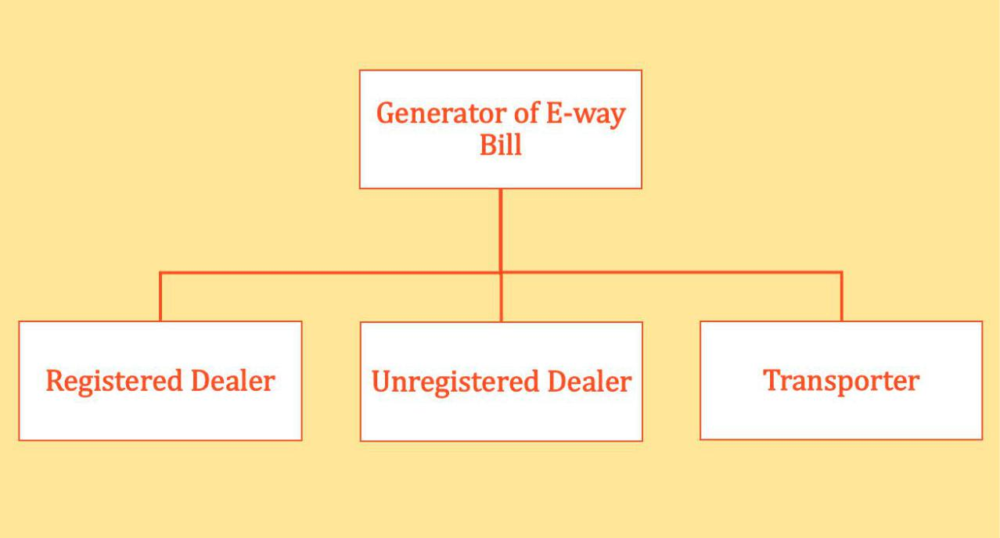 Generator of E-way
Bill
Registered Dealer
Unregistered Dealer
Transporter